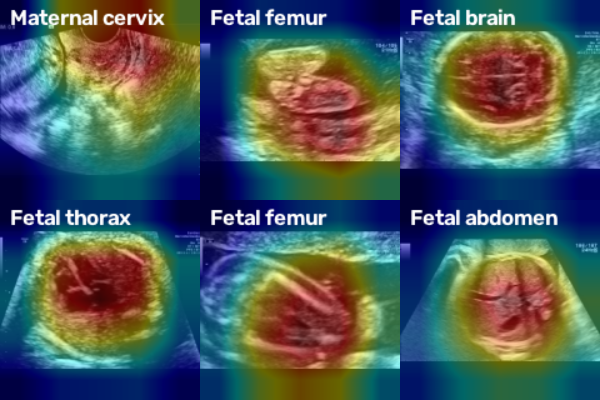 Maternal cervix
Fetal femur
Fetal brain
Fetal thorax
Fetal femur
Fetal abdomen